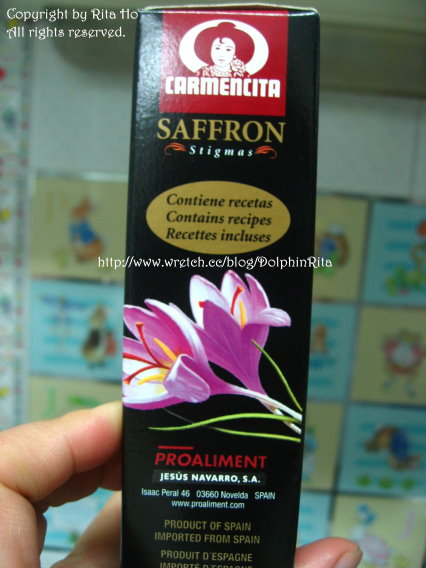 Copyright by Rita Ho
All rights reserved.
CARMENCITA
SAFFRON
Stigmas
Contiene recetas
Contains recipes
Recettes incluses
http://www.wretch.cc/blog/DolphinRita
PROALIMENT
JESÚS NAVARRO, S.A.
Isaac Peral 46 03660 Novelda SPAIN
www.proaliment.com
PRODUCT OF SPAIN
IMPORTED FROM SPAIN
PRODUIT D´ESPAGNE
IMPORTÉ D´ESPAGNE